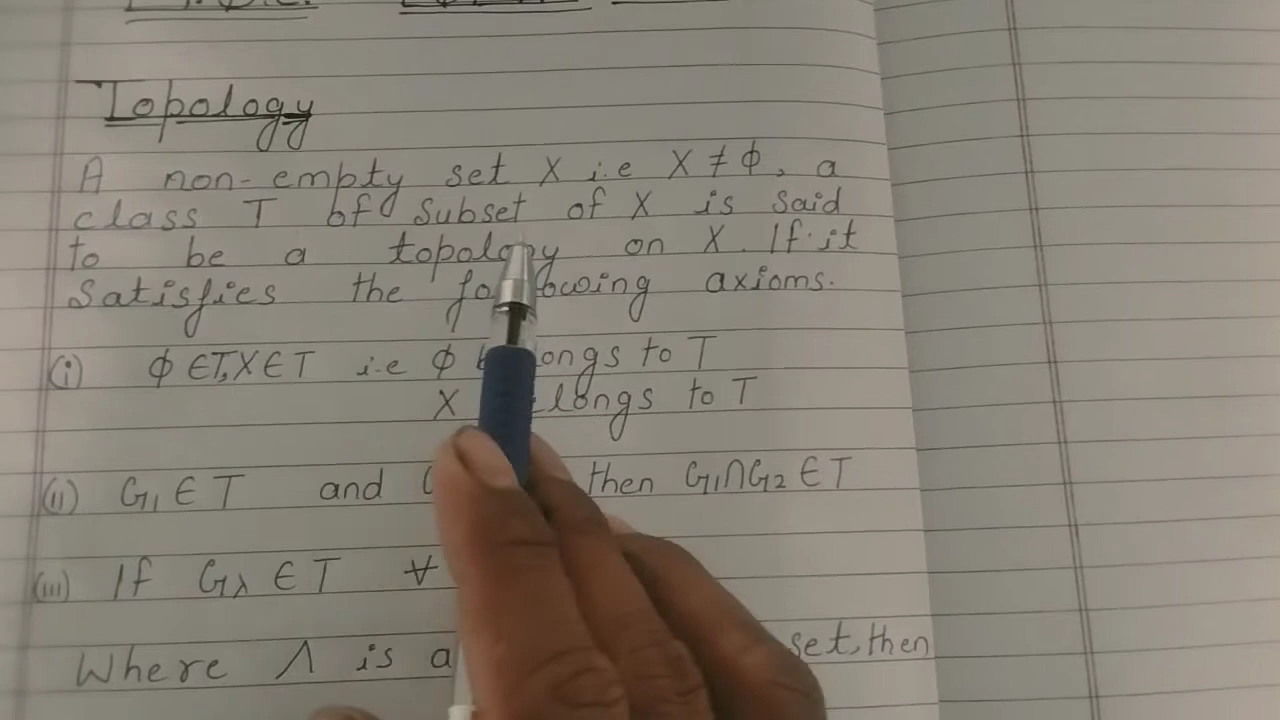 Topology
A non-empty set X i.e X ≠ ϕ, a
class T of subset of X is said
to be a topology on X. If it
Satisfies the following axioms.
(i) ϕ ∈ T, X ∈ T i.e ϕ belongs to T
X belongs to T
(ii) G₁ ∈ T and then G₁∩G₂ ∈ T
(iii) If Gλ ∈ T ∀
Where Λ is a set, then